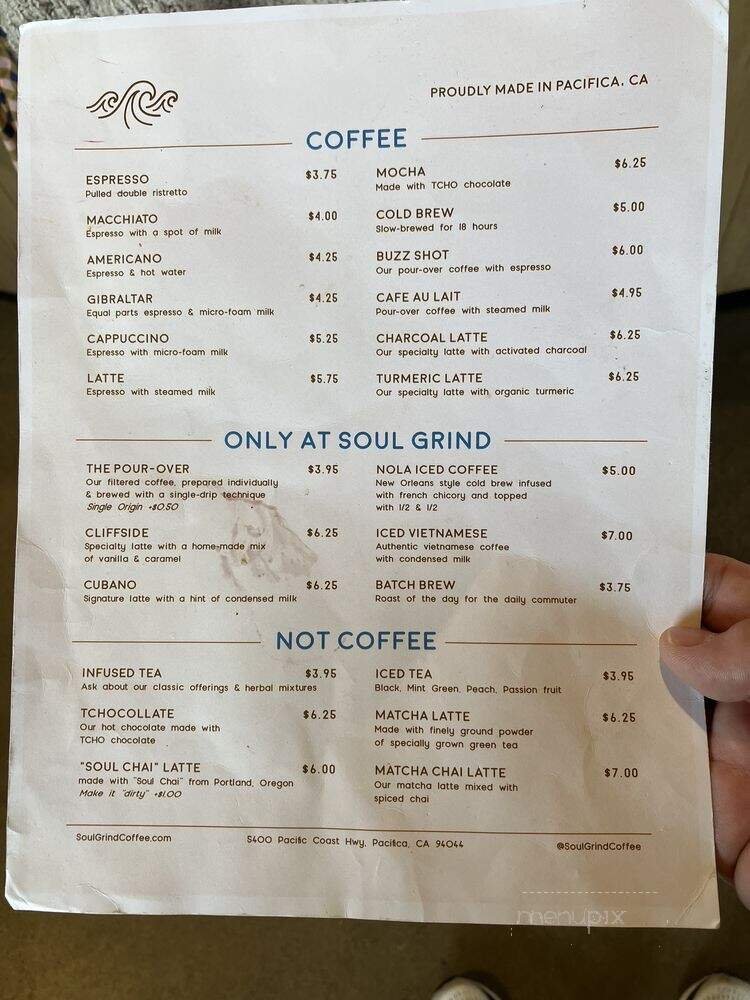 PROUDLY MADE IN PACIFICA, CA
COFFEE
ESPRESSO $3.75
Pulled double ristretto
MACCHIATO $4.00
Espresso with a spot of milk
AMERICANO $4.25
Espresso & hot water
GIBRALTAR $4.25
Equal parts espresso & micro-foam milk
CAPPUCCINO $5.25
Espresso with micro-foam milk
LATTE $5.75
Espresso with steamed milk
MOCHA $6.25
Made with TCHO chocolate
COLD BREW $5.00
Slow-brewed for 18 hours
BUZZ SHOT $6.00
Our pour-over coffee with espresso
CAFE AU LAIT $4.95
Pour-over coffee with steamed milk
CHARCOAL LATTE $6.25
Our specialty latte with activated charcoal
TURMERIC LATTE $6.25
Our specialty latte with organic turmeric
ONLY AT SOUL GRIND
THE POUR-OVER $3.95
Our filtered coffee, prepared individually
& brewed with a single-drip technique
Single Origin +$0.50
CLIFFSIDE $6.25
Specialty latte with a home-made mix
of vanilla & caramel
CUBANO $6.25
Signature latte with a hint of condensed milk
NOLA ICED COFFEE $5.00
New Orleans style cold brew infused
with french chicory and topped
with 1/2 & 1/2
ICED VIETNAMESE $7.00
Authentic vietnamese coffee
with condensed milk
BATCH BREW $3.75
Roast of the day for the daily commuter
NOT COFFEE
INFUSED TEA $3.95
Ask about our classic offerings & herbal mixtures
TCHOCOLLATE $6.25
Our hot chocolate made with
TCHO chocolate
"SOUL CHAI" LATTE $6.00
made with "Soul Chai" from Portland, Oregon
Make it "dirty" +$1.00
ICED TEA $3.95
Black, Mint Green, Peach, Passion fruit
MATCHA LATTE $6.25
Made with finely ground powder
of specially grown green tea
MATCHA CHAI LATTE $7.00
Our matcha latte mixed with
spiced chai
SoulGrindCoffee.com 5400 Pacific Coast Hwy, Pacifica, CA 94044 @SoulGrindCoffee
menupix